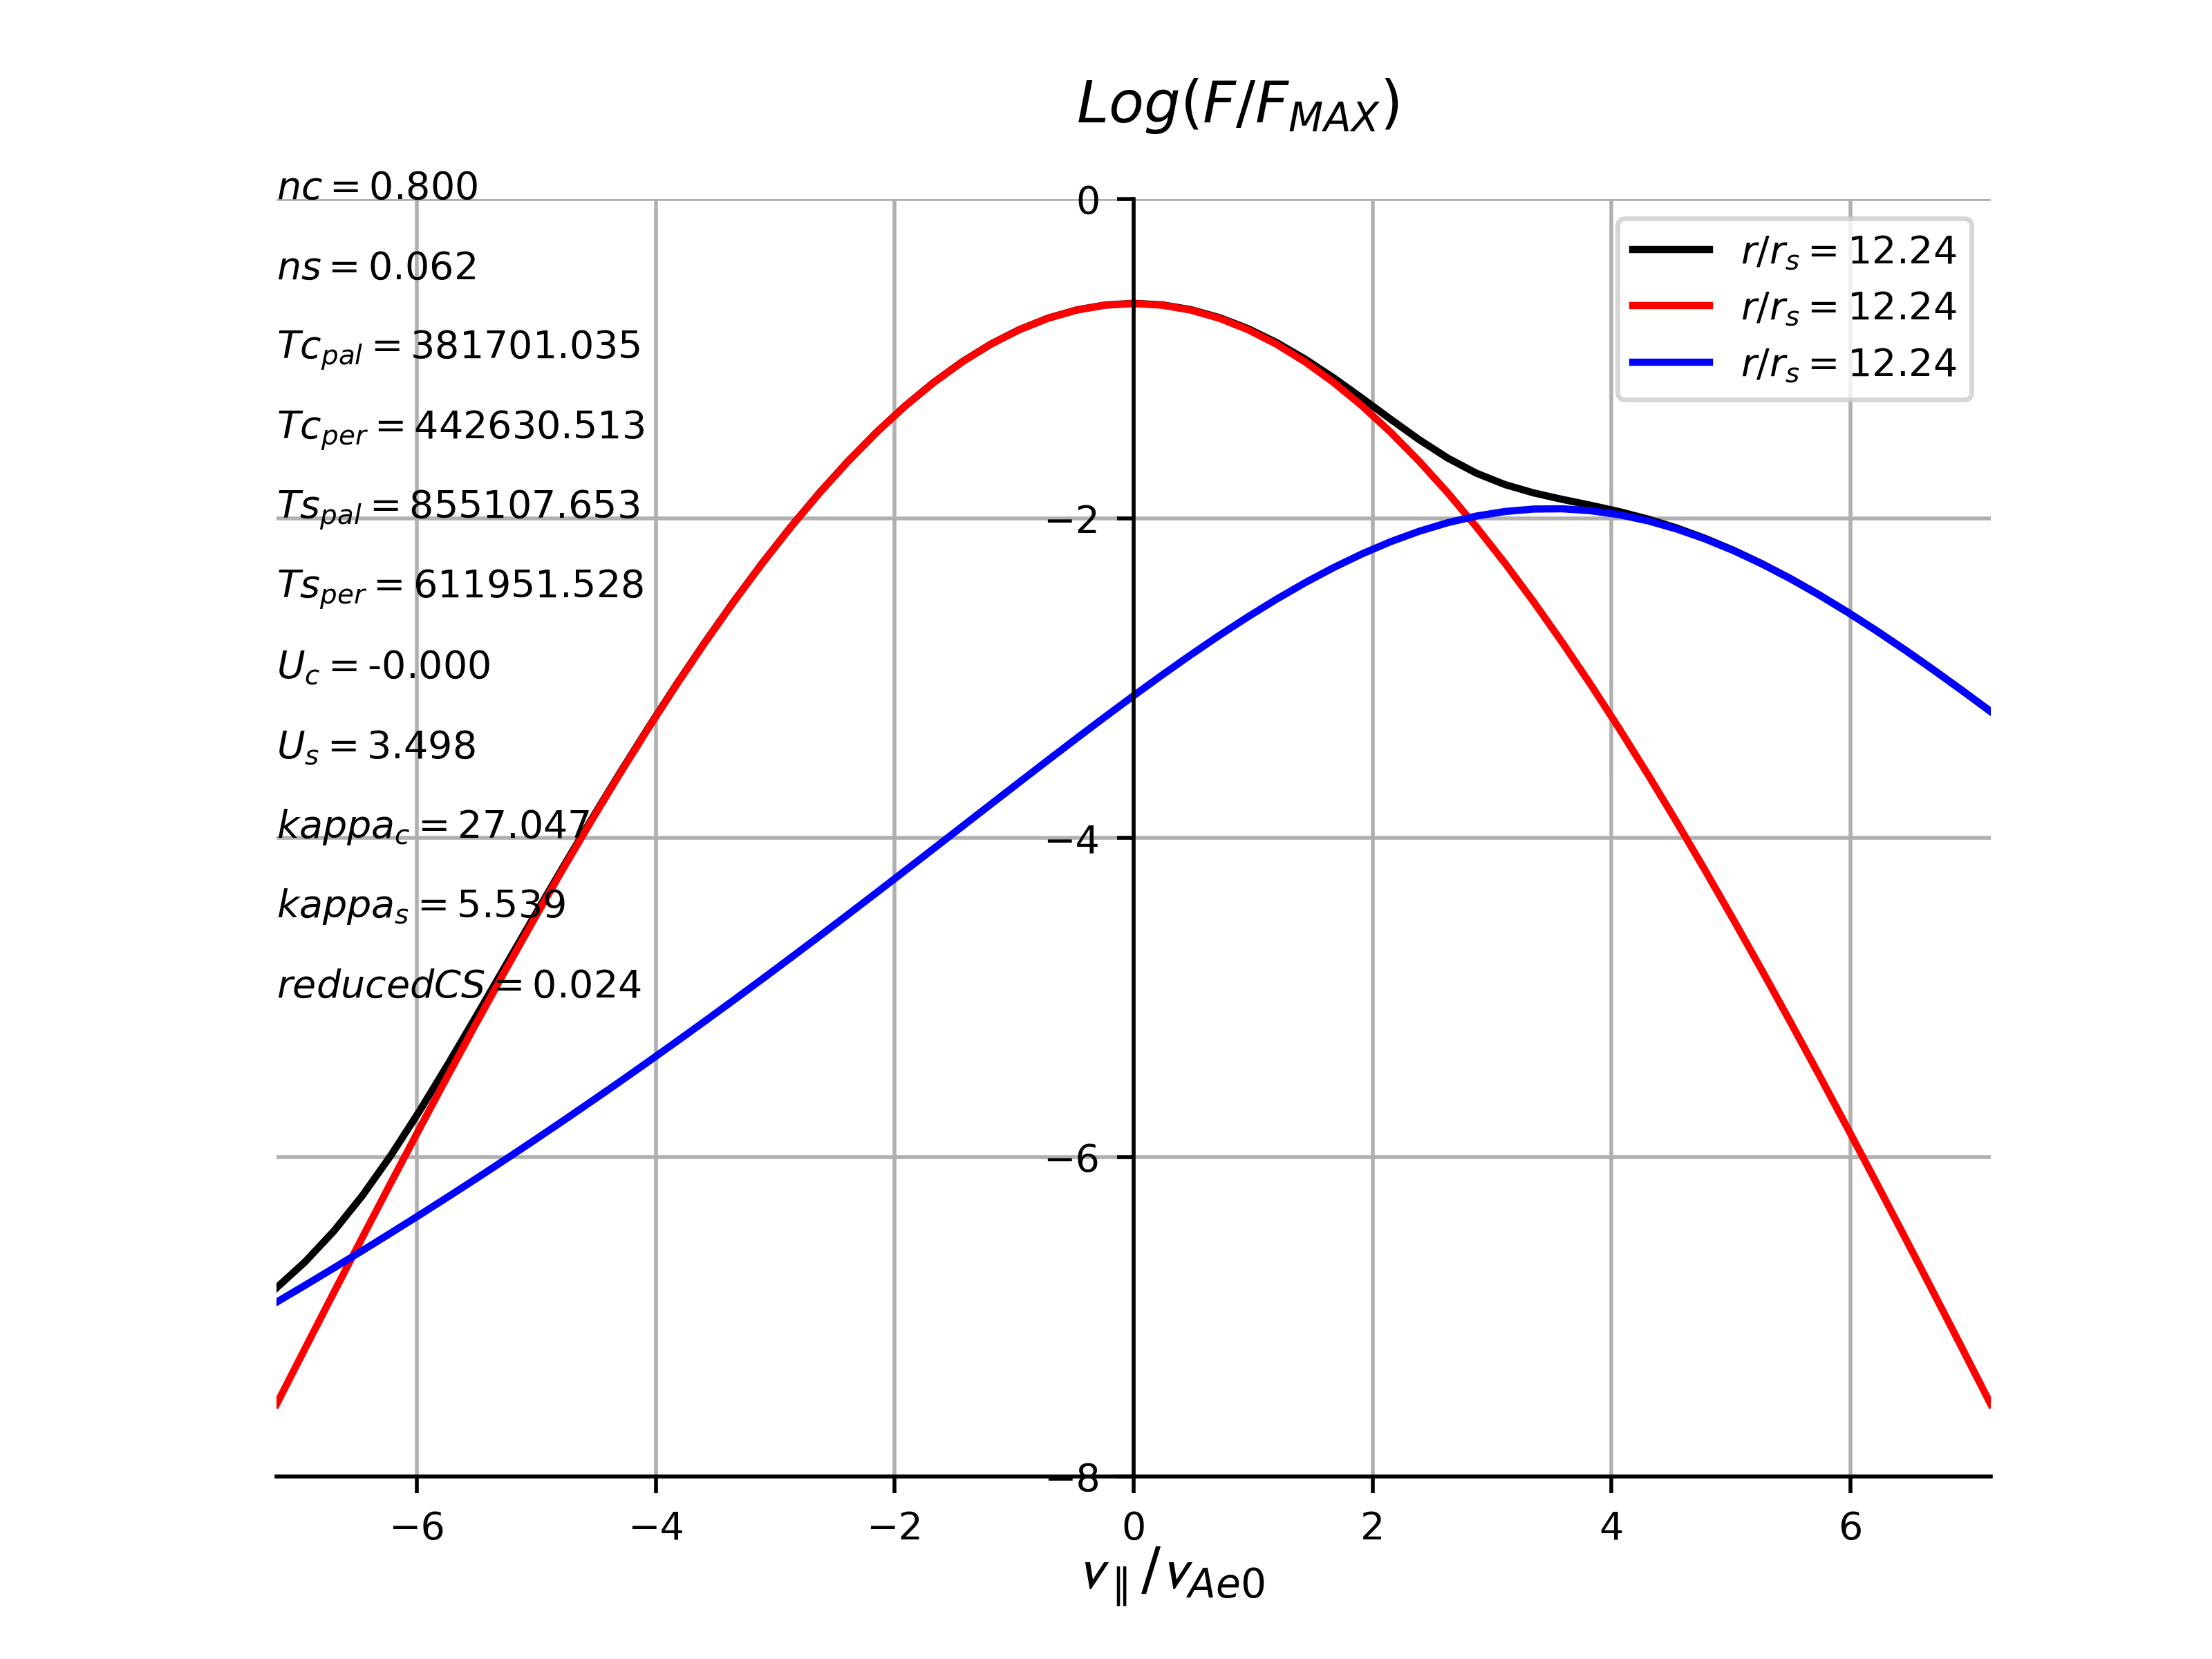 Log(F/F_MAX)
nc = 0.800
ns = 0.062
Tc_pal = 381701.035
Tc_per = 442630.513
Ts_pal = 855107.653
Ts_per = 611951.528
U_c = -0.000
U_s = 3.498
kappa_c = 27.047
kappa_s = 5.539
reducedCS = 0.024
r/r_s = 12.24
r/r_s = 12.24
r/r_s = 12.24
0
−2
−4
−6
−8
−6 −4 −2 0 2 4 6
v_∥/v_Ae0